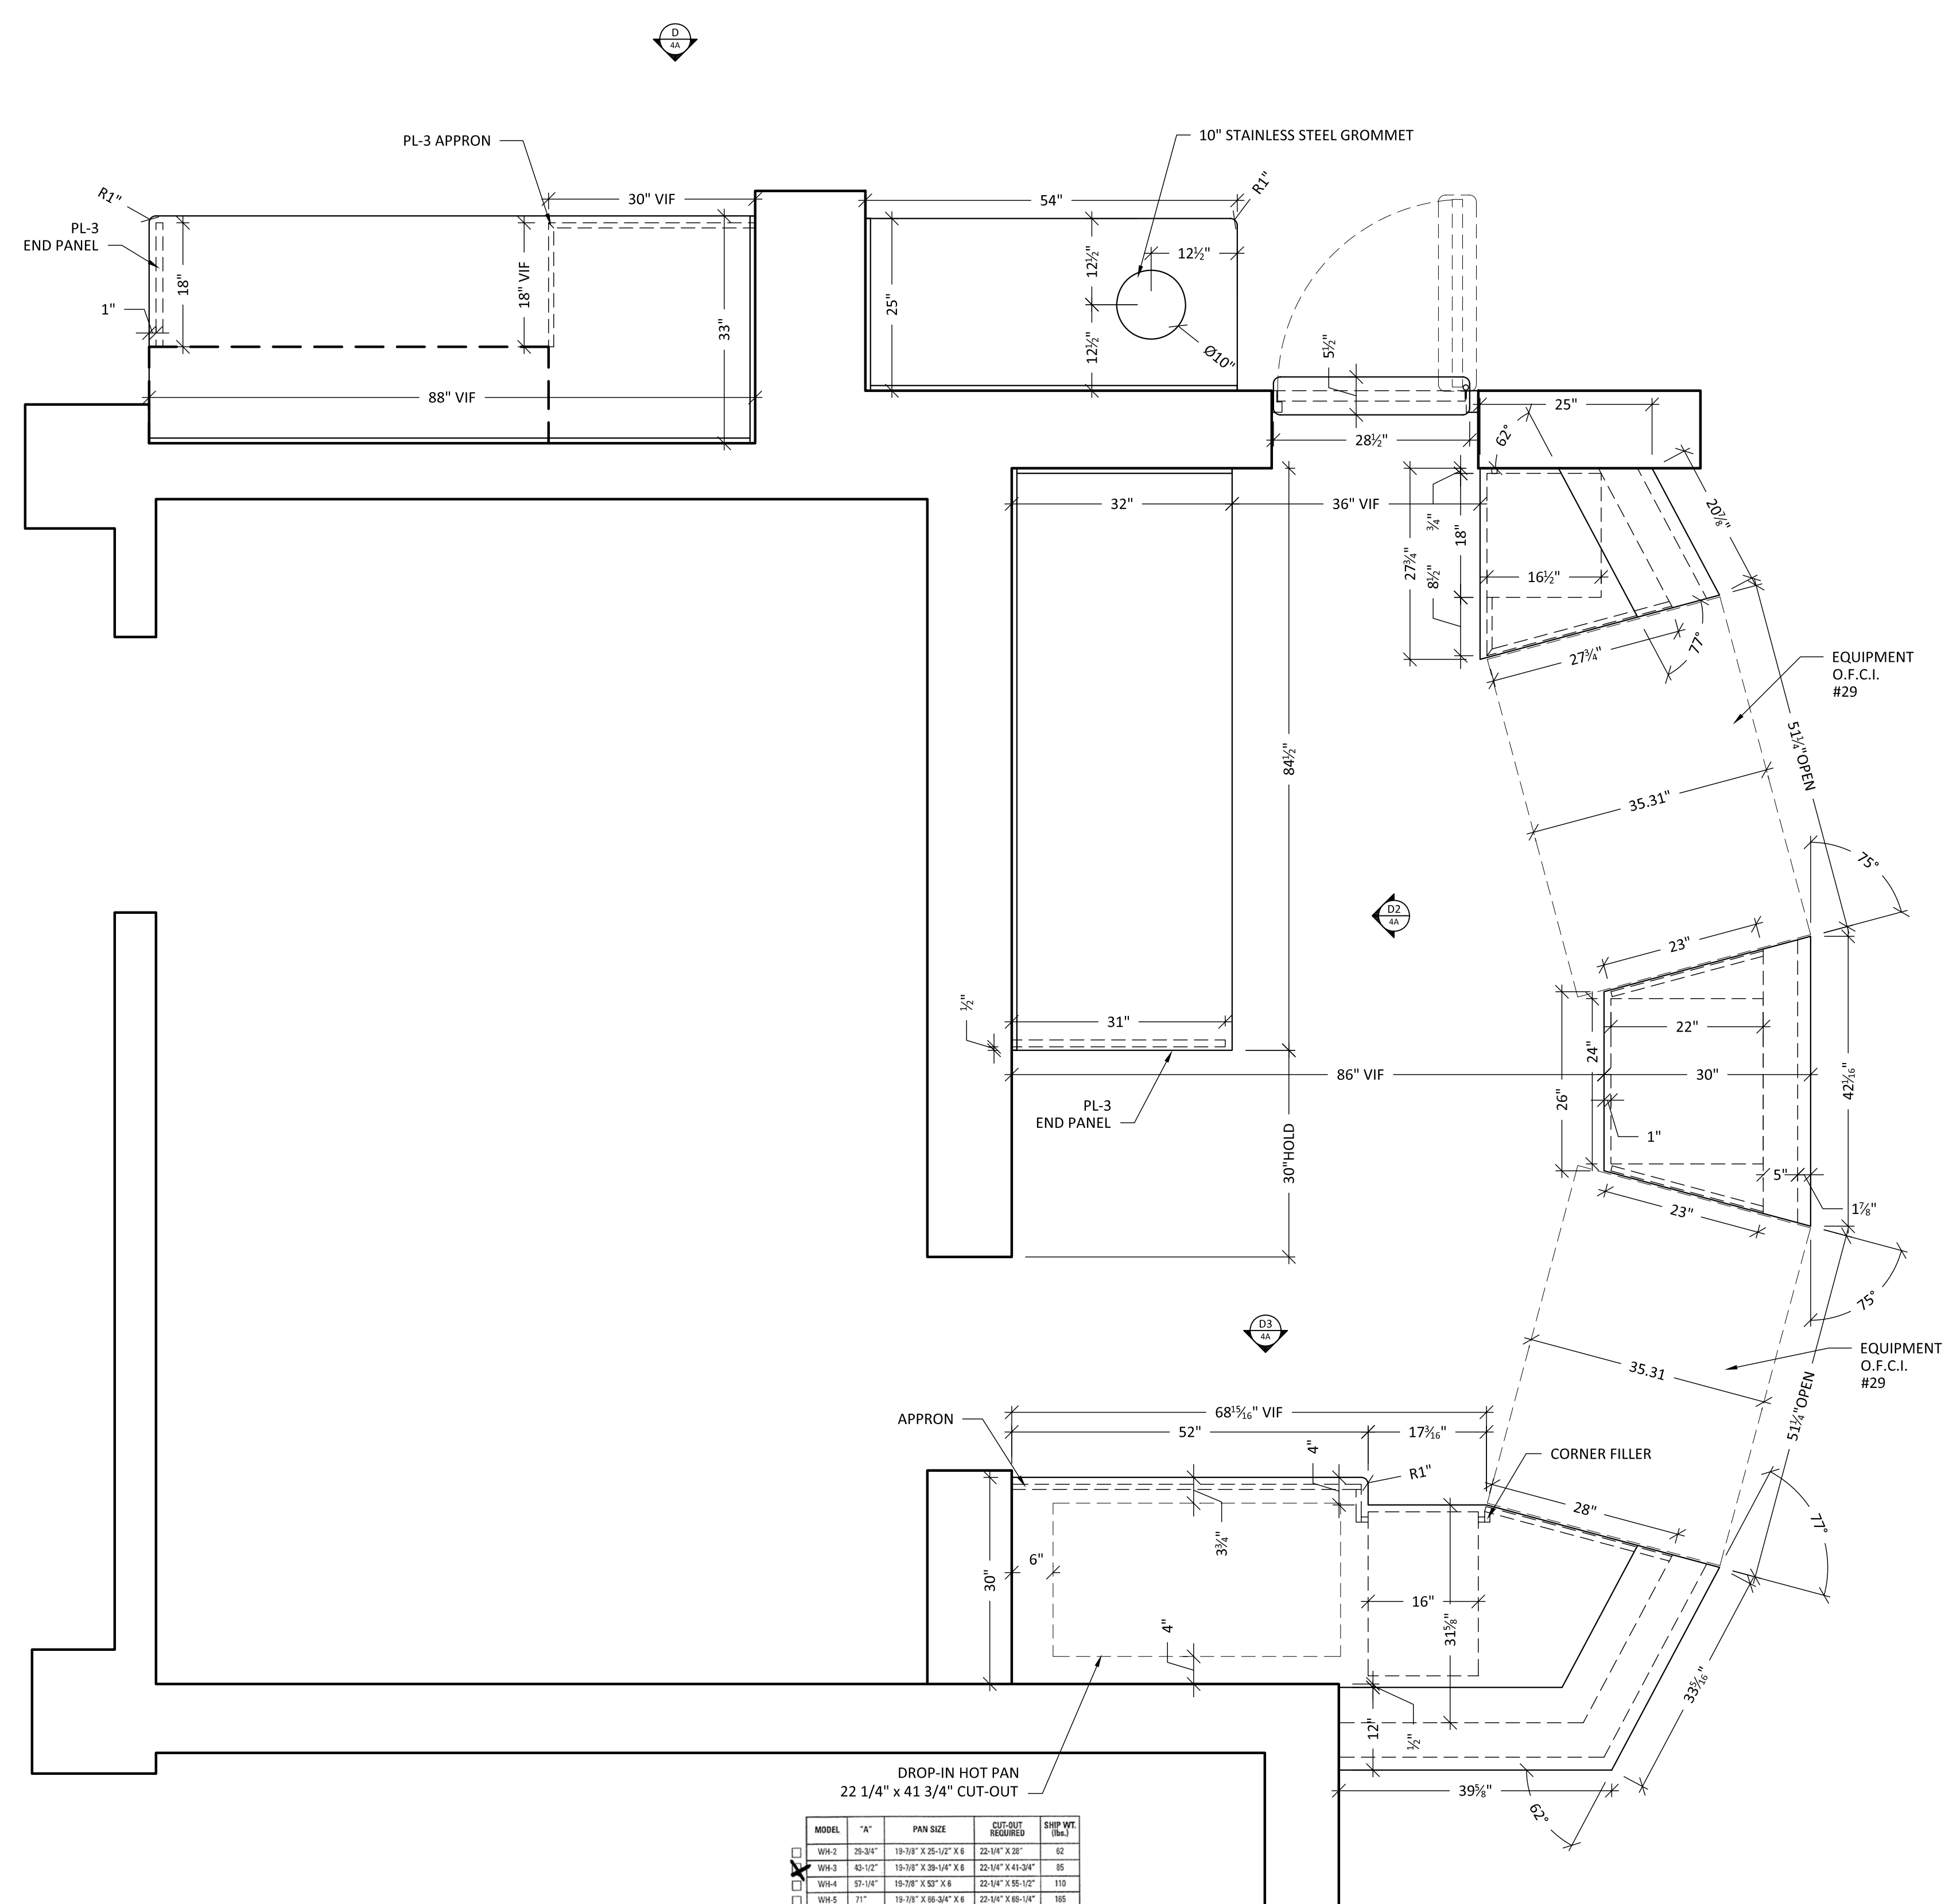 D
4A
PL-3 APPRON
10" STAINLESS STEEL GROMMET
R1"
30" VIF
54"
R1"
PL-3
END PANEL
18"
18" VIF
33"
25"
12½"
12½"
12½"
1"
Ø10"
5½"
88" VIF
25"
28½"
62°
32"
36" VIF
¾"
18"
27¾"
8½"
16½"
20⅞"
27¾"
77°
EQUIPMENT
O.F.C.I.
#29
51¼"OPEN
84½"
35.31"
75°
D2
4A
23"
½"
31"
22"
24"
86" VIF
30"
26"
42¹⁄₁₆"
PL-3
END PANEL
1"
30"HOLD
5"
1⅞"
23"
75°
D3
4A
EQUIPMENT
O.F.C.I.
#29
35.31
51¼"OPEN
68¹⁵⁄₁₆" VIF
APPRON
52"
17³⁄₁₆"
4"
R1"
CORNER FILLER
28"
77°
3¾"
6"
30"
16"
31⅝"
4"
33⁵⁄₁₆"
12"
½"
DROP-IN HOT PAN
22 1/4" x 41 3/4" CUT-OUT
39⅝"
62°
MODEL "A" PAN SIZE CUT-OUT REQUIRED SHIP WT. (lbs.)
WH-2 29-3/4" 19-7/8" X 25-1/2" X 6 22-1/4" X 28" 62
WH-3 43-1/2" 19-7/8" X 39-1/4" X 6 22-1/4" X 41-3/4" 85
WH-4 57-1/4" 19-7/8" X 53" X 6 22-1/4" X 55-1/2" 110
WH-5 71" 19-7/8" X 66-3/4" X 6 22-1/4" X 69-1/4" 165